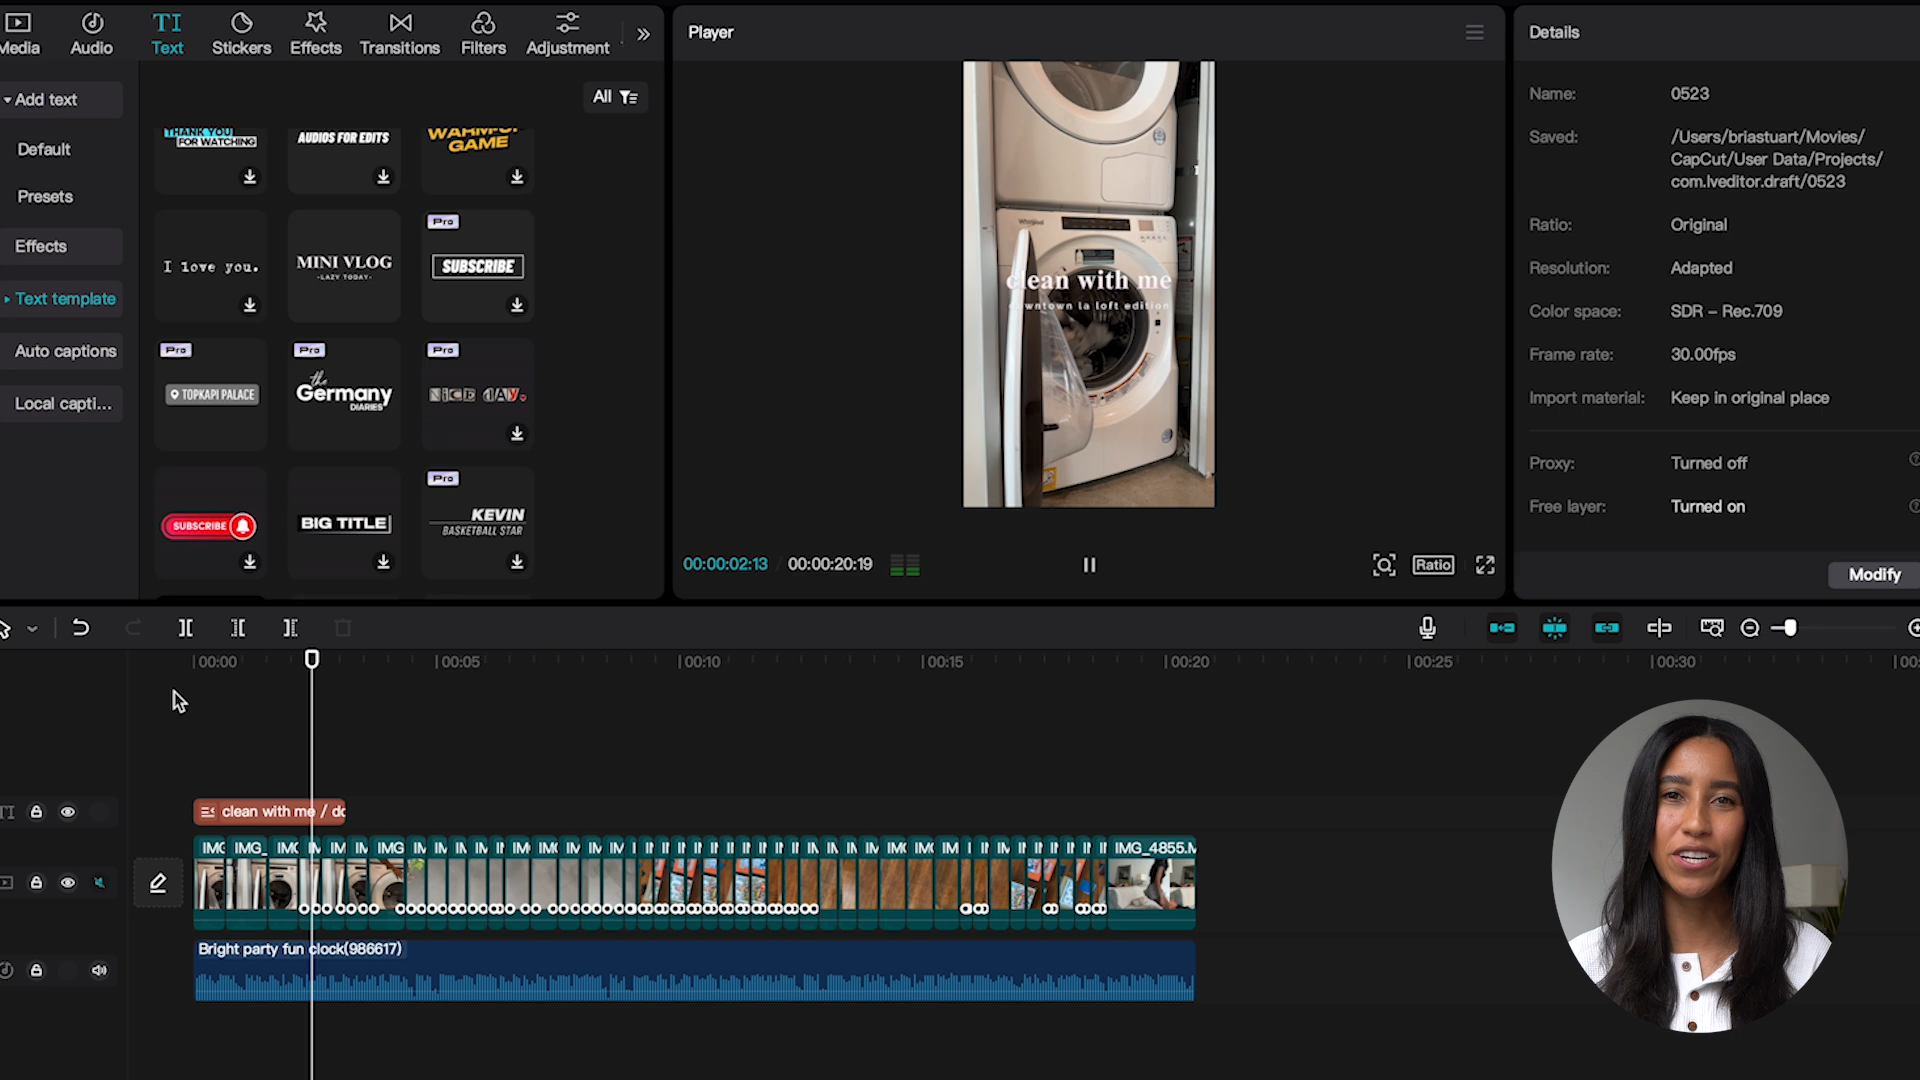 Media
Audio
Text
Stickers
Effects
Transitions
Filters
Adjustment
Player
Details
Add text
Default
Presets
Effects
Text template
Auto captions
Local capti...
All
THANK YOU
FOR WATCHING
AUDIOS FOR EDITS
WARM-UP
GAME
I love you.
MINI VLOG
-LAZY TODAY-
Pro
SUBSCRIBE
Pro
TOPKAPI PALACE
Pro
the
Germany
DIARIES
Pro
NiCE dAY.
SUBSCRIBE
BIG TITLE
Pro
KEVIN
BASKETBALL STAR
Whirlpool
clean with me
downtown la loft edition
00:00:02:13
00:00:20:19
Ratio
Name:
0523
Saved:
/Users/briastuart/Movies/
CapCut/User Data/Projects/
com.lveditor.draft/0523
Ratio:
Original
Resolution:
Adapted
Color space:
SDR – Rec.709
Frame rate:
30.00fps
Import material:
Keep in original place
Proxy:
Turned off
Free layer:
Turned on
Modify
00:00
00:05
00:10
00:15
00:20
00:25
00:30
00:
TI
clean with me / do
IMG_4855.M
Bright party fun clock(986617)